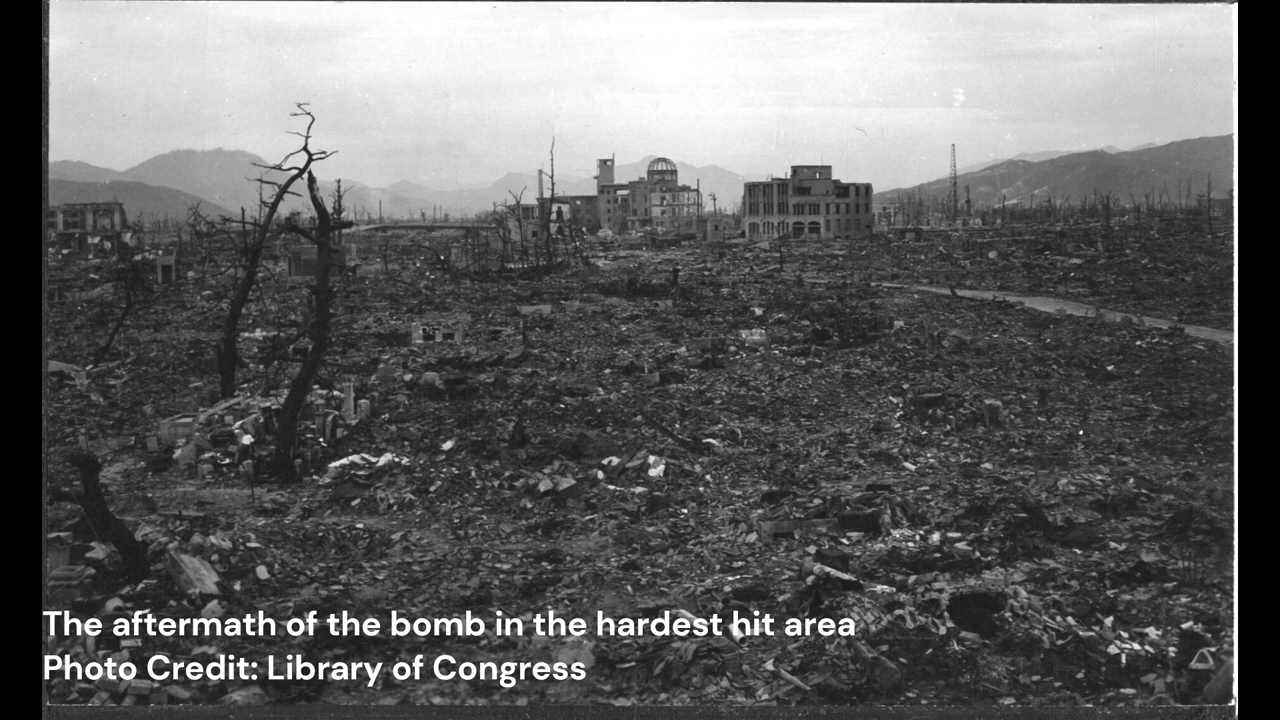 The aftermath of the bomb in the hardest hit area
Photo Credit: Library of Congress